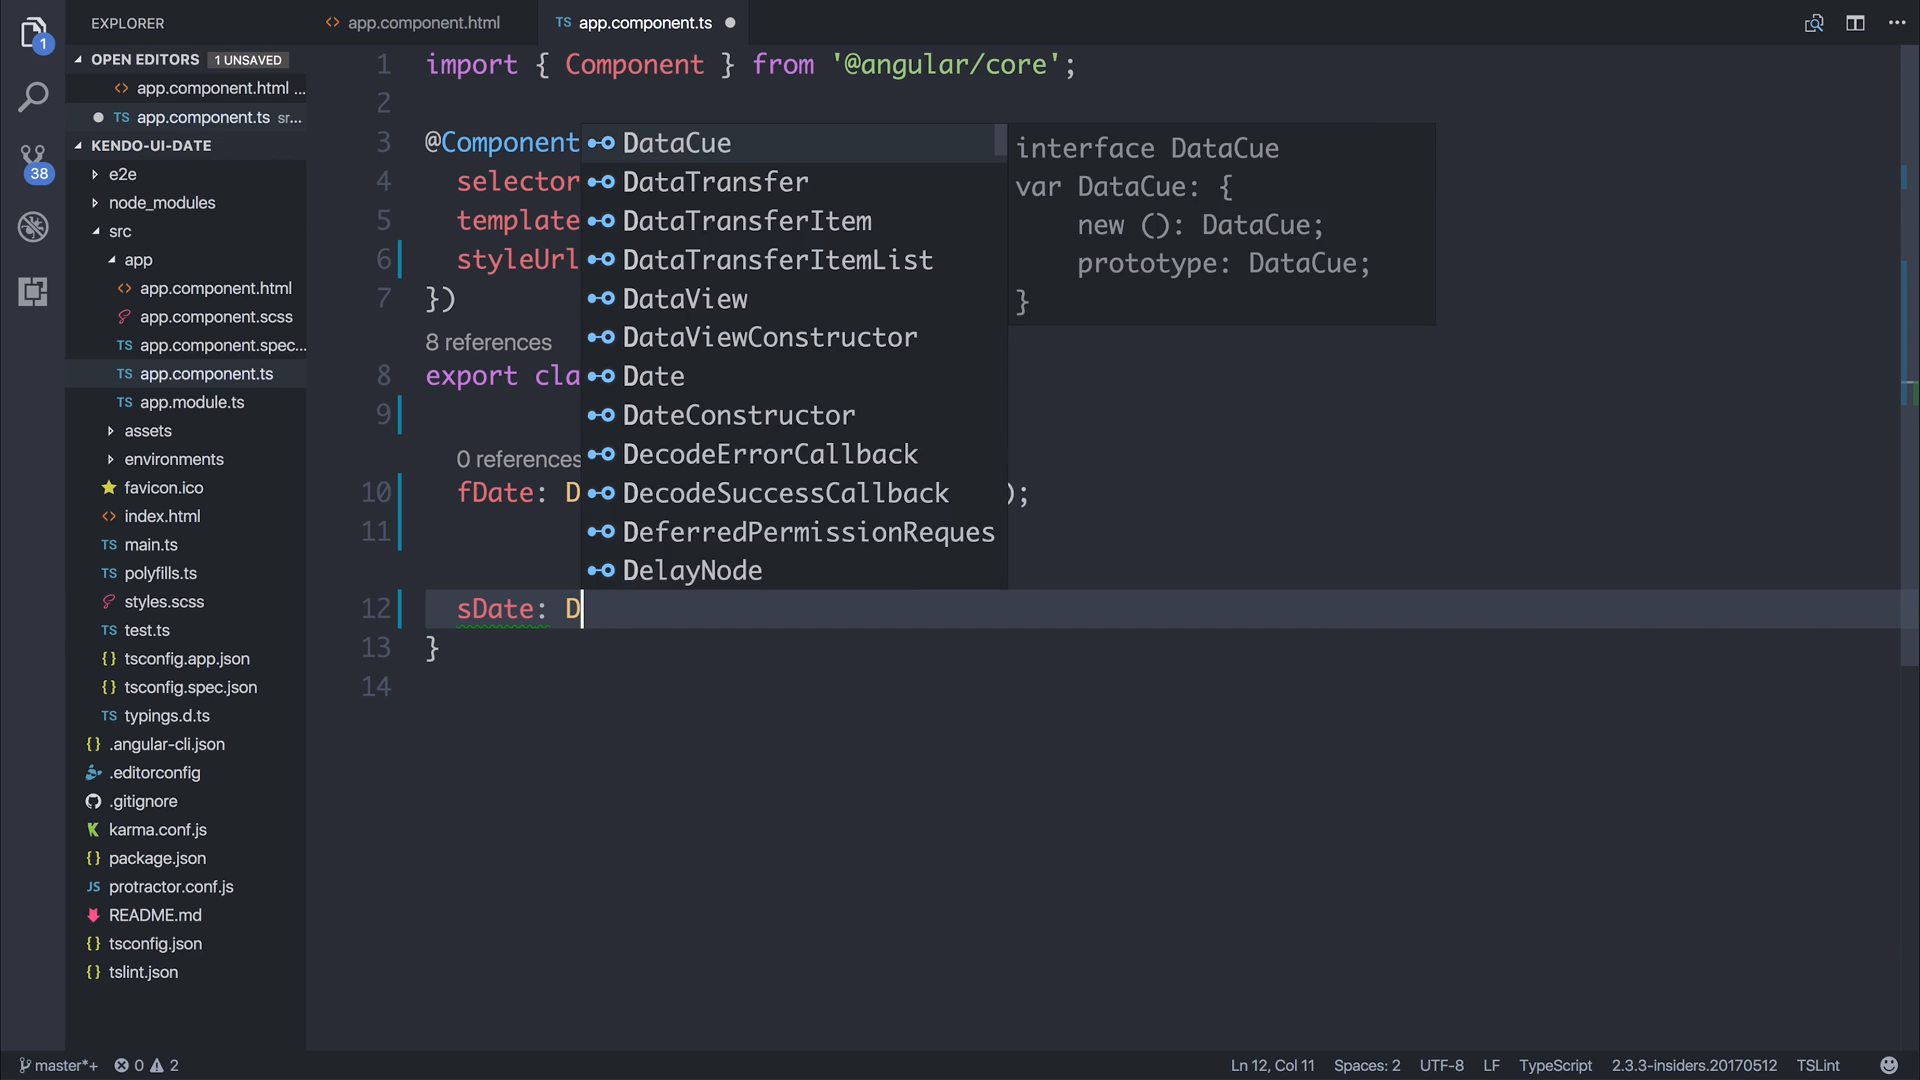 EXPLORER
OPEN EDITORS 1 UNSAVED
app.component.html ...
TS app.component.ts sr...
KENDO-UI-DATE
e2e
node_modules
src
app
app.component.html
app.component.scss
TS app.component.spec...
TS app.component.ts
TS app.module.ts
assets
environments
favicon.ico
index.html
TS main.ts
TS polyfills.ts
styles.scss
TS test.ts
{} tsconfig.app.json
{} tsconfig.spec.json
TS typings.d.ts
{} .angular-cli.json
.editorconfig
.gitignore
K karma.conf.js
{} package.json
JS protractor.conf.js
README.md
{} tsconfig.json
{} tslint.json
1
38
<> app.component.html
TS app.component.ts
1 import { Component } from '@angular/core';
2
3 @Component
4 selector
5 template
6 styleUrl
7 })
8 references
8 export cla
9
0 references
10 fDate: D );
11
12 sDate: D
13 }
14
DataCue
DataTransfer
DataTransferItem
DataTransferItemList
DataView
DataViewConstructor
Date
DateConstructor
DecodeErrorCallback
DecodeSuccessCallback
DeferredPermissionReques
DelayNode
interface DataCue
var DataCue: {
new (): DataCue;
prototype: DataCue;
}
master*+ 0 2
Ln 12, Col 11 Spaces: 2 UTF-8 LF TypeScript 2.3.3-insiders.20170512 TSLint